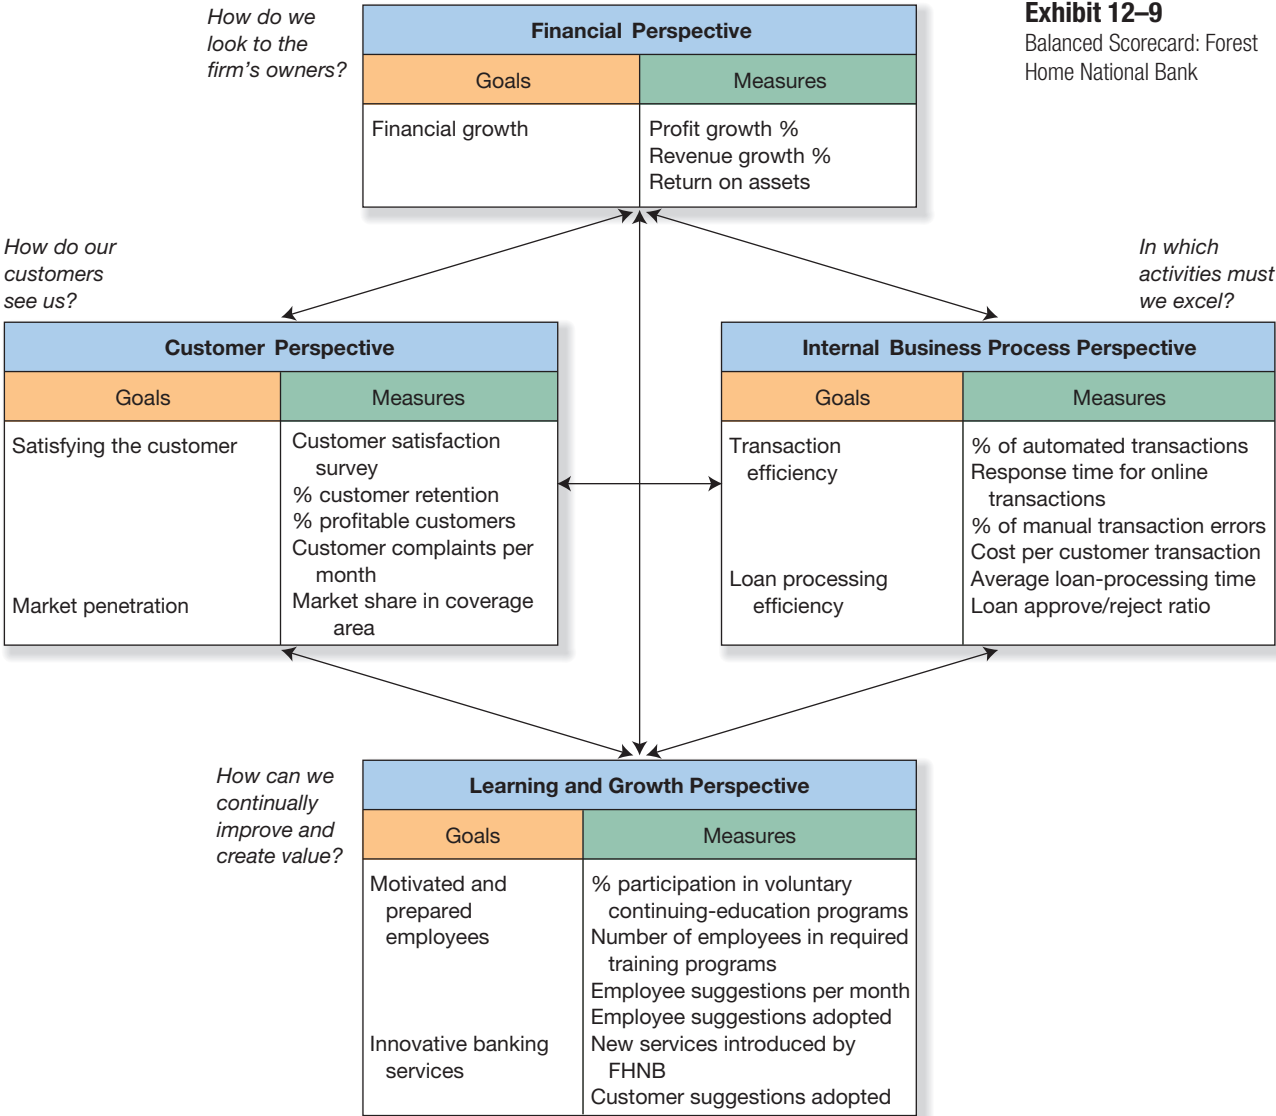 How do we
look to the
firm's owners?
Financial Perspective
Goals
Measures
Financial growth
Profit growth %
Revenue growth %
Return on assets
Exhibit 12–9
Balanced Scorecard: Forest
Home National Bank
How do our
customers
see us?
Customer Perspective
Goals
Measures
Satisfying the customer
Customer satisfaction
survey
% customer retention
% profitable customers
Customer complaints per
month
Market penetration
Market share in coverage
area
In which
activities must
we excel?
Internal Business Process Perspective
Goals
Measures
Transaction
efficiency
% of automated transactions
Response time for online
transactions
% of manual transaction errors
Cost per customer transaction
Loan processing
efficiency
Average loan-processing time
Loan approve/reject ratio
How can we
continually
improve and
create value?
Learning and Growth Perspective
Goals
Measures
Motivated and
prepared
employees
% participation in voluntary
continuing-education programs
Number of employees in required
training programs
Employee suggestions per month
Employee suggestions adopted
Innovative banking
services
New services introduced by
FHNB
Customer suggestions adopted